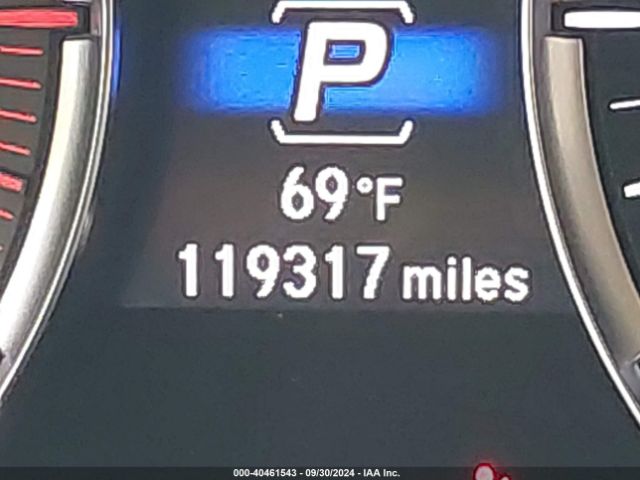 P
69°F
119317 miles
000-40461543 - 09/30/2024 - IAA Inc.